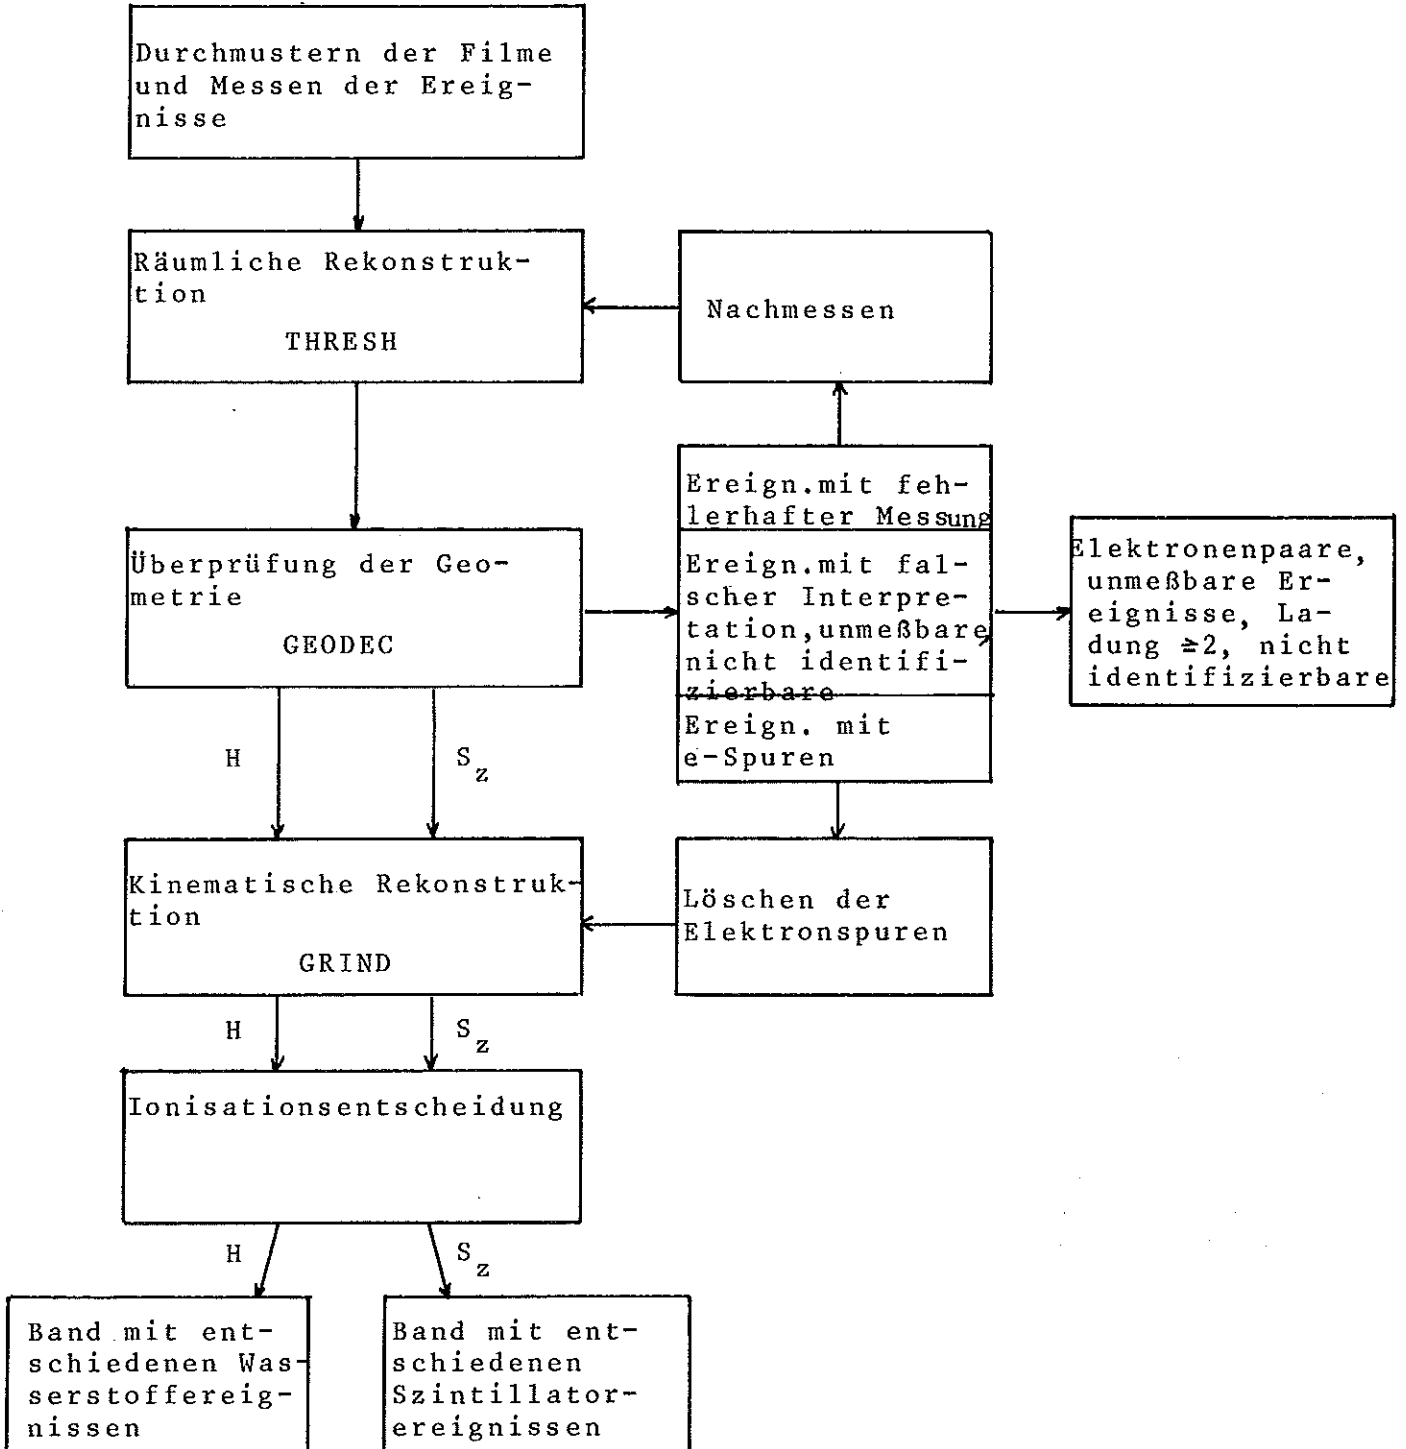 Durchmustern der Filme
und Messen der Ereig-
nisse
Räumliche Rekonstruk-
tion
THRESH
Nachmessen
Ereign.mit feh-
lerhafter Messung
Ereign.mit fal-
scher Interpre-
tation,unmeßbare,
nicht identifi-
zierbare
Ereign. mit
e-Spuren
Elektronenpaare,
unmeßbare Er-
eignisse, La-
dung ≥2, nicht
identifizierbare
Überprüfung der Geo-
metrie
GEODEC
H
S_z
Kinematische Rekonstruk-
tion
GRIND
Löschen der
Elektronspuren
H
S_z
Ionisationsentscheidung
H
S_z
Band mit ent-
schiedenen Was-
serstoffereig-
nissen
Band mit ent-
schiedenen
Szintillator-
ereignissen